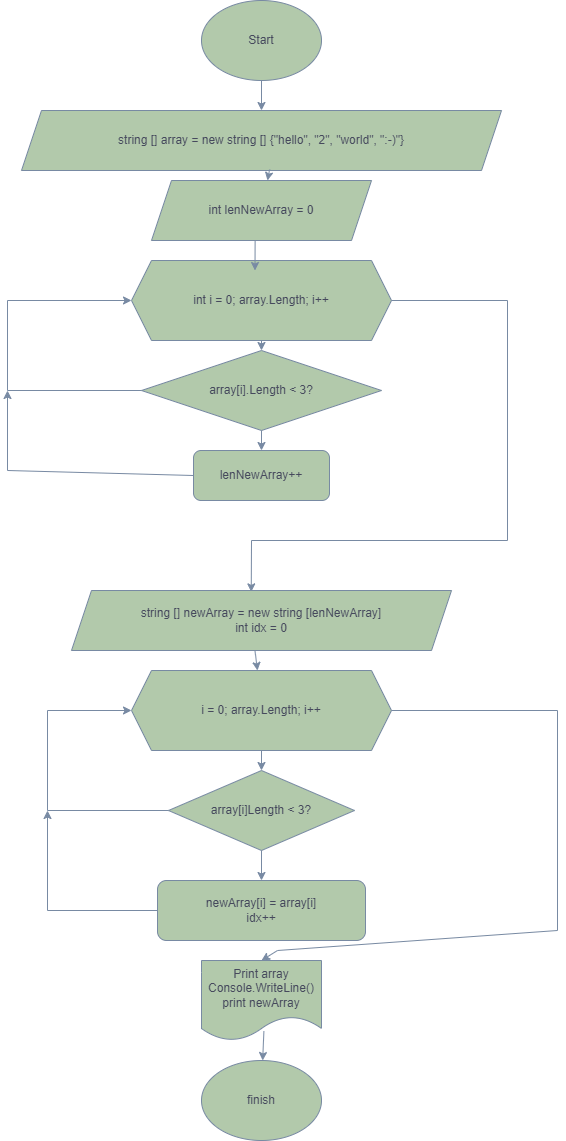 Start
string [] array = new string [] {"hello", "2", "world", ":-)"}
int lenNewArray = 0
int i = 0; array.Length; i++
array[i].Length < 3?
lenNewArray++
string [] newArray = new string [lenNewArray]
int idx = 0
i = 0; array.Length; i++
array[i]Length < 3?
newArray[i] = array[i]
idx++
Print array
Console.WriteLine()
print newArray
finish